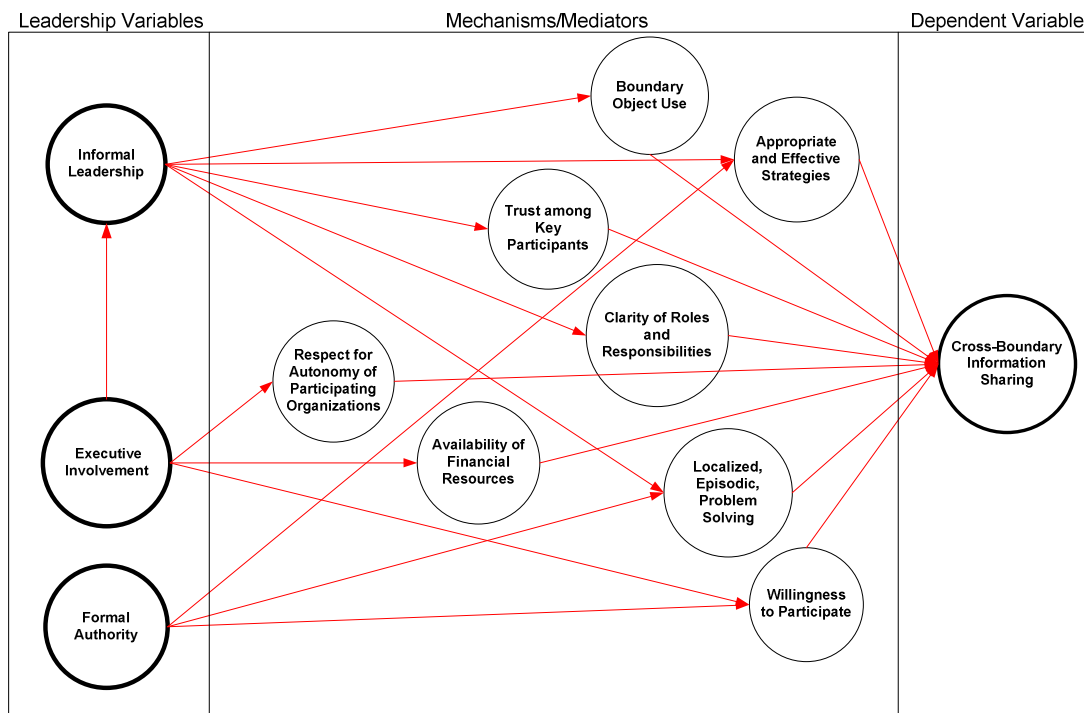 Leadership Variables
Mechanisms/Mediators
Dependent Variable
Informal
Leadership
Executive
Involvement
Formal
Authority
Boundary
Object Use
Appropriate
and Effective
Strategies
Trust among
Key
Participants
Clarity of Roles
and
Responsibilities
Respect for
Autonomy of
Participating
Organizations
Availability of
Financial
Resources
Localized,
Episodic,
Problem
Solving
Willingness
to Participate
Cross-Boundary
Information
Sharing